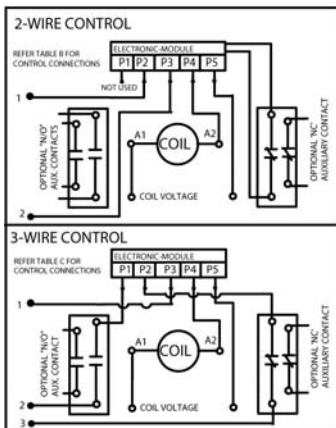 2-WIRE CONTROL
REFER TABLE B FOR
CONTROL CONNECTIONS
ELECTRONIC-MODULE
P1 P2 P3 P4 P5
NOT USED
1
OPTIONAL "N/O"
AUX. CONTACTS
A1
COIL
A2
OPTIONAL 'NC'
AUXILIARY CONTACT
COIL VOLTAGE
2
3-WIRE CONTROL
REFER TABLE C FOR
CONTROL CONNECTIONS
ELECTRONIC-MODULE
P1 P2 P3 P4 P5
1
OPTIONAL "N/O"
AUX. CONTACT
A1
COIL
A2
OPTIONAL 'NC'
AUXILIARY CONTACT
2
COIL VOLTAGE
3